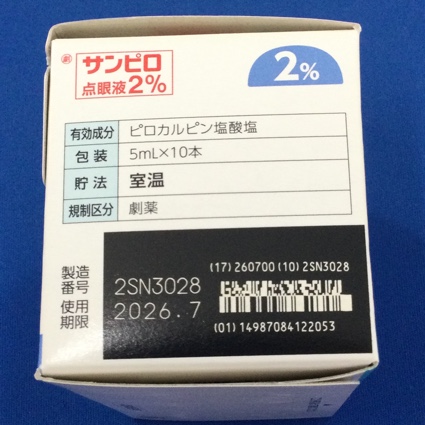 劇
サンピロ
点眼液2%
2%
有効成分 ピロカルピン塩酸塩
包装 5mL×10本
貯法 室温
規制区分 劇薬
(17) 260700 (10) 2SN3028
製造番号 2SN3028
使用期限 2026.7
(01) 14987084122053